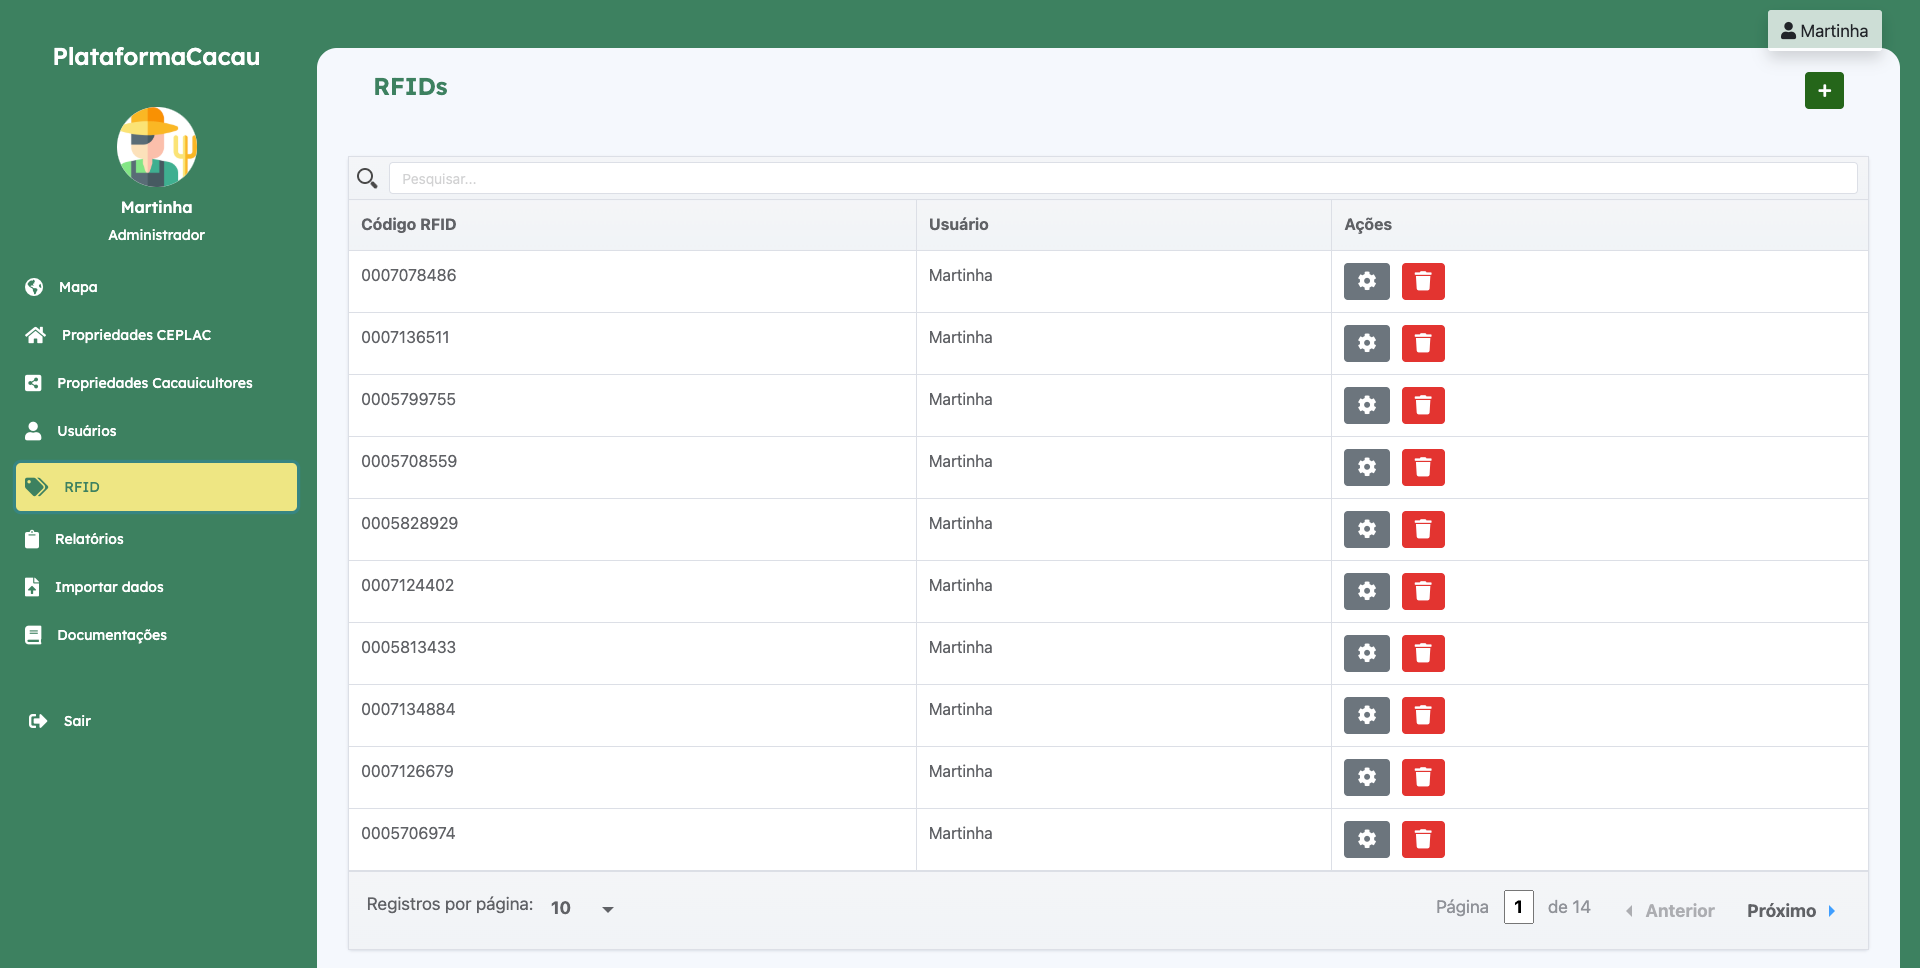 PlataformaCacau
Martinha
Administrador
Mapa
Propriedades CEPLAC
Propriedades Cacauicultores
Usuários
RFID
Relatórios
Importar dados
Documentações
Sair
Martinha
RFIDs
+
Pesquisar...
Código RFID Usuário Ações
0007078486 Martinha
0007136511 Martinha
0005799755 Martinha
0005708559 Martinha
0005828929 Martinha
0007124402 Martinha
0005813433 Martinha
0007134884 Martinha
0007126679 Martinha
0005706974 Martinha
Registros por página: 10 Página 1 de 14 Anterior Próximo